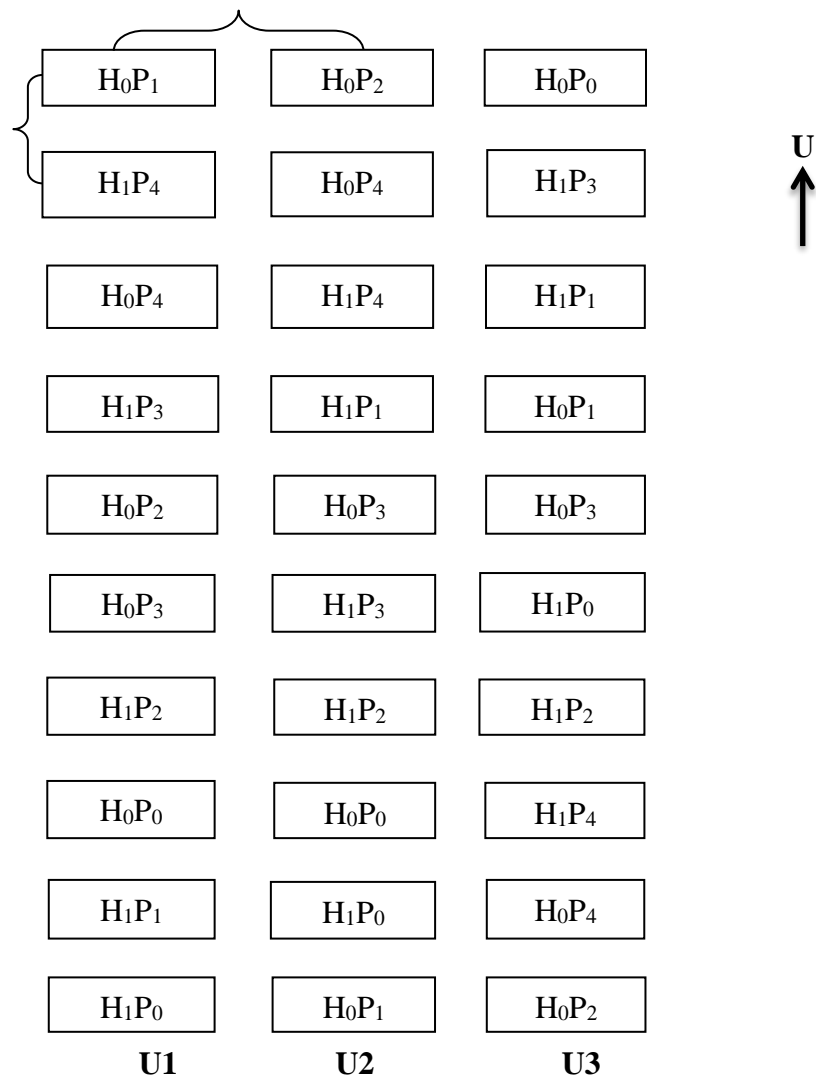 H₀P₁ H₀P₂ H₀P₀
U
H₁P₄ H₀P₄ H₁P₃
H₀P₄ H₁P₄ H₁P₁
H₁P₃ H₁P₁ H₀P₁
H₀P₂ H₀P₃ H₀P₃
H₀P₃ H₁P₃ H₁P₀
H₁P₂ H₁P₂ H₁P₂
H₀P₀ H₀P₀ H₁P₄
H₁P₁ H₁P₀ H₀P₄
H₁P₀ H₀P₁ H₀P₂
U1 U2 U3